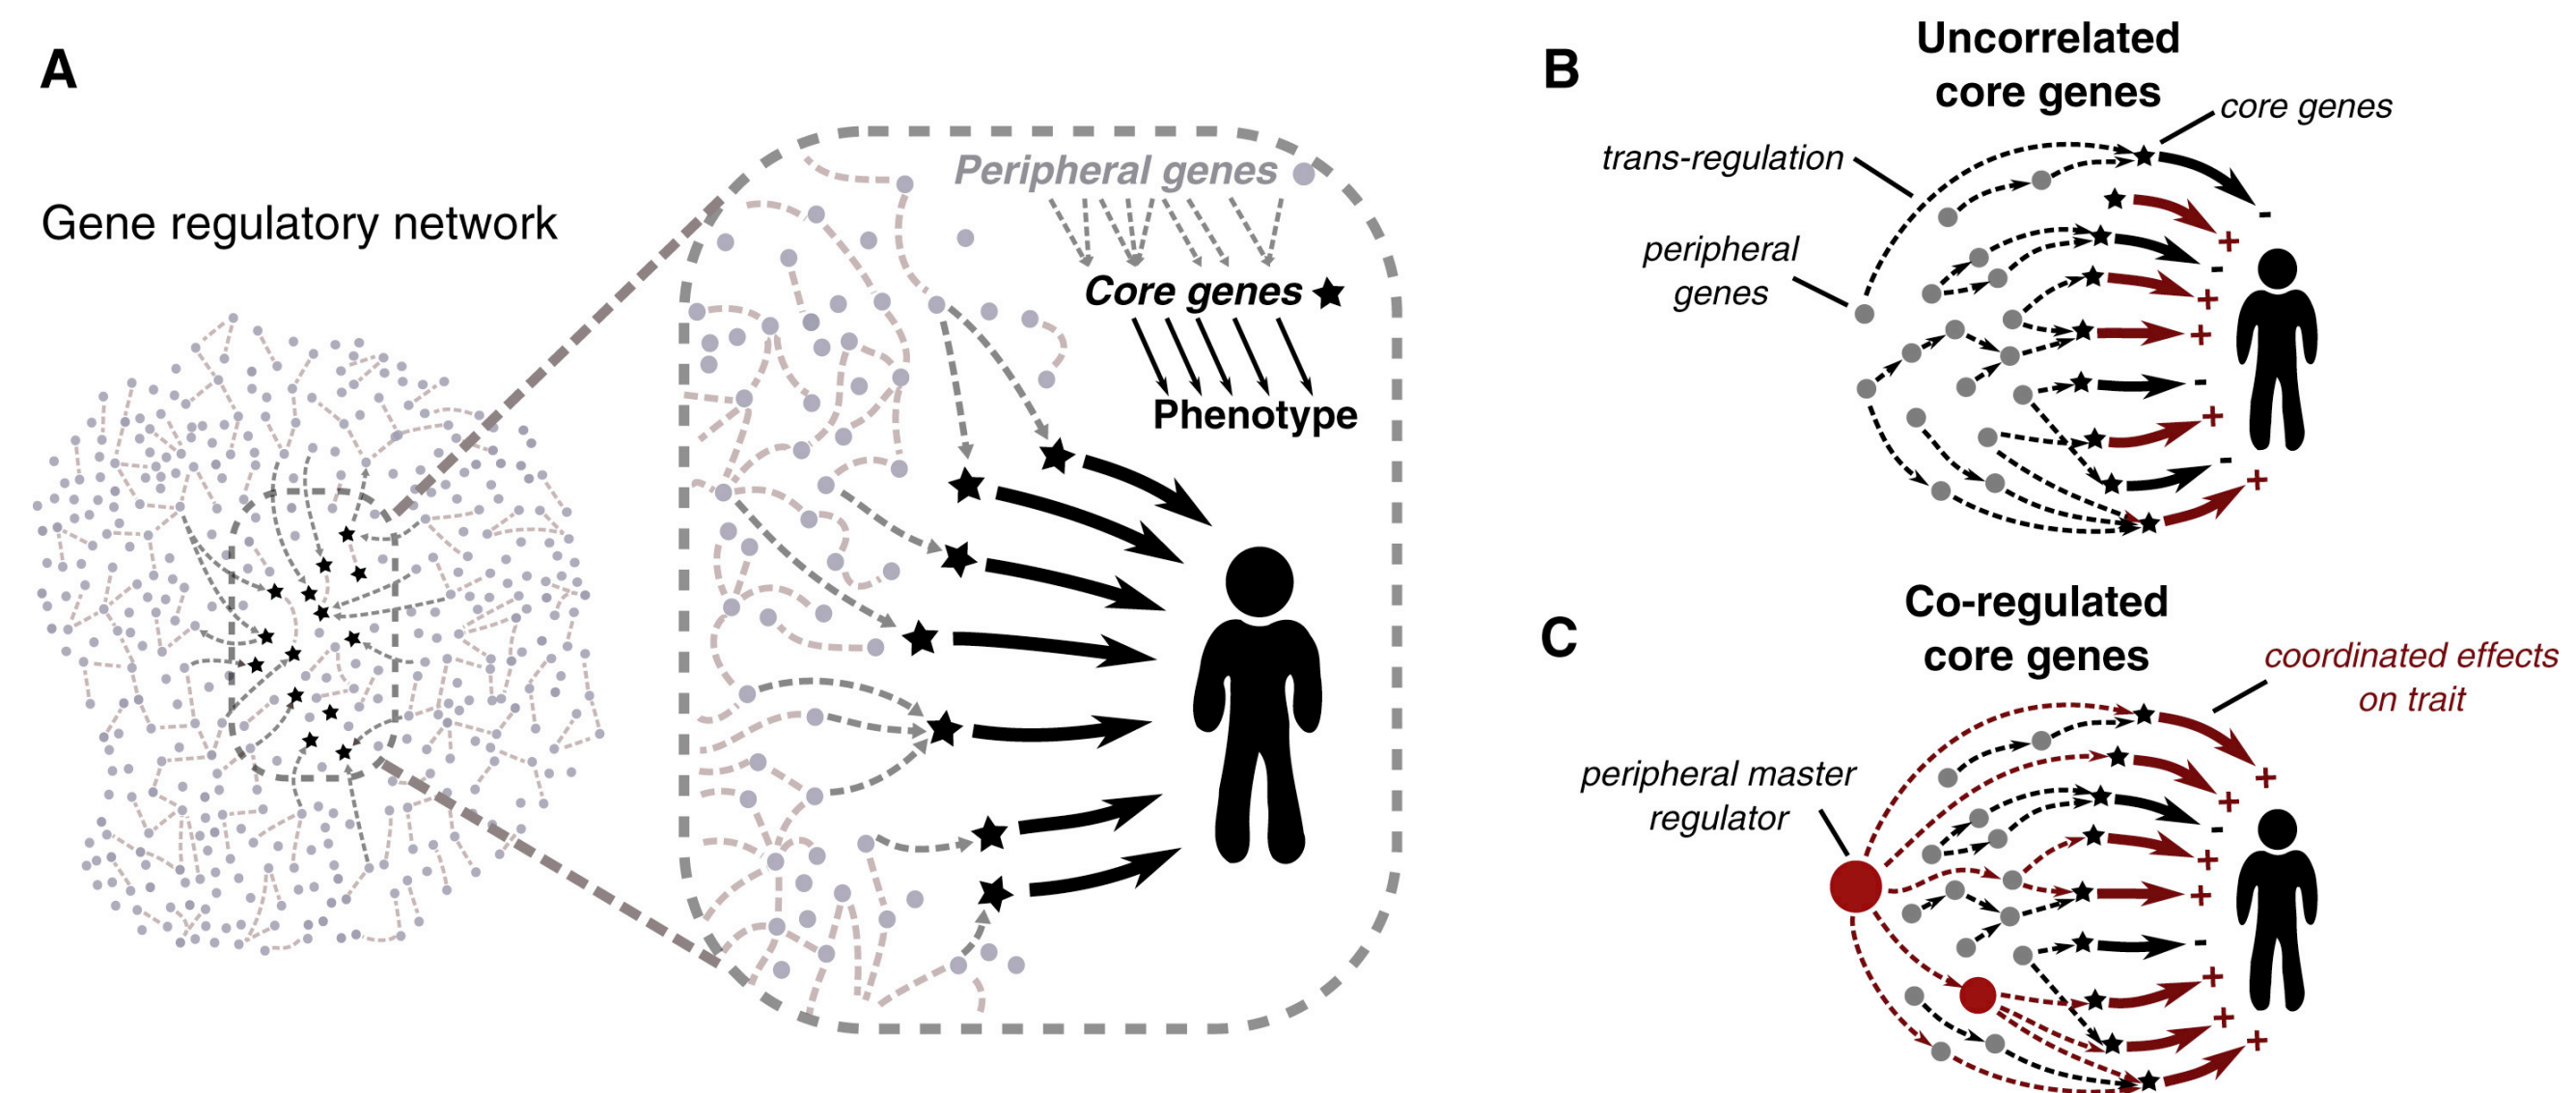 A
Gene regulatory network
Peripheral genes
Core genes
Phenotype
B
Uncorrelated
core genes
core genes
trans-regulation
peripheral
genes
-
+
-
+
+
-
+
-
+
C
Co-regulated
core genes
coordinated effects
on trait
peripheral master
regulator
+
+
-
+
+
-
+
+
+